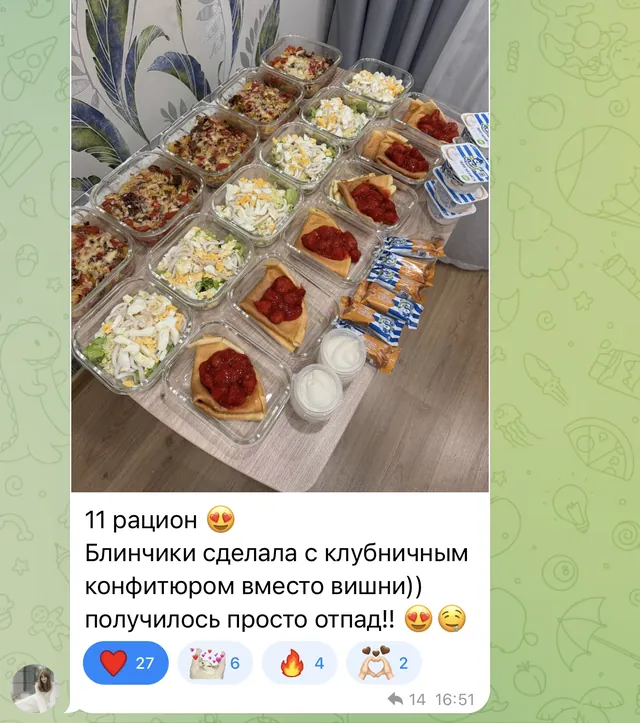 11 рацион 😍
Блинчики сделала с клубничным
конфитюром вместо вишни))
получилось просто отпад!! 😍🤤
❤️ 27 6 🔥 4 2
14 16:51